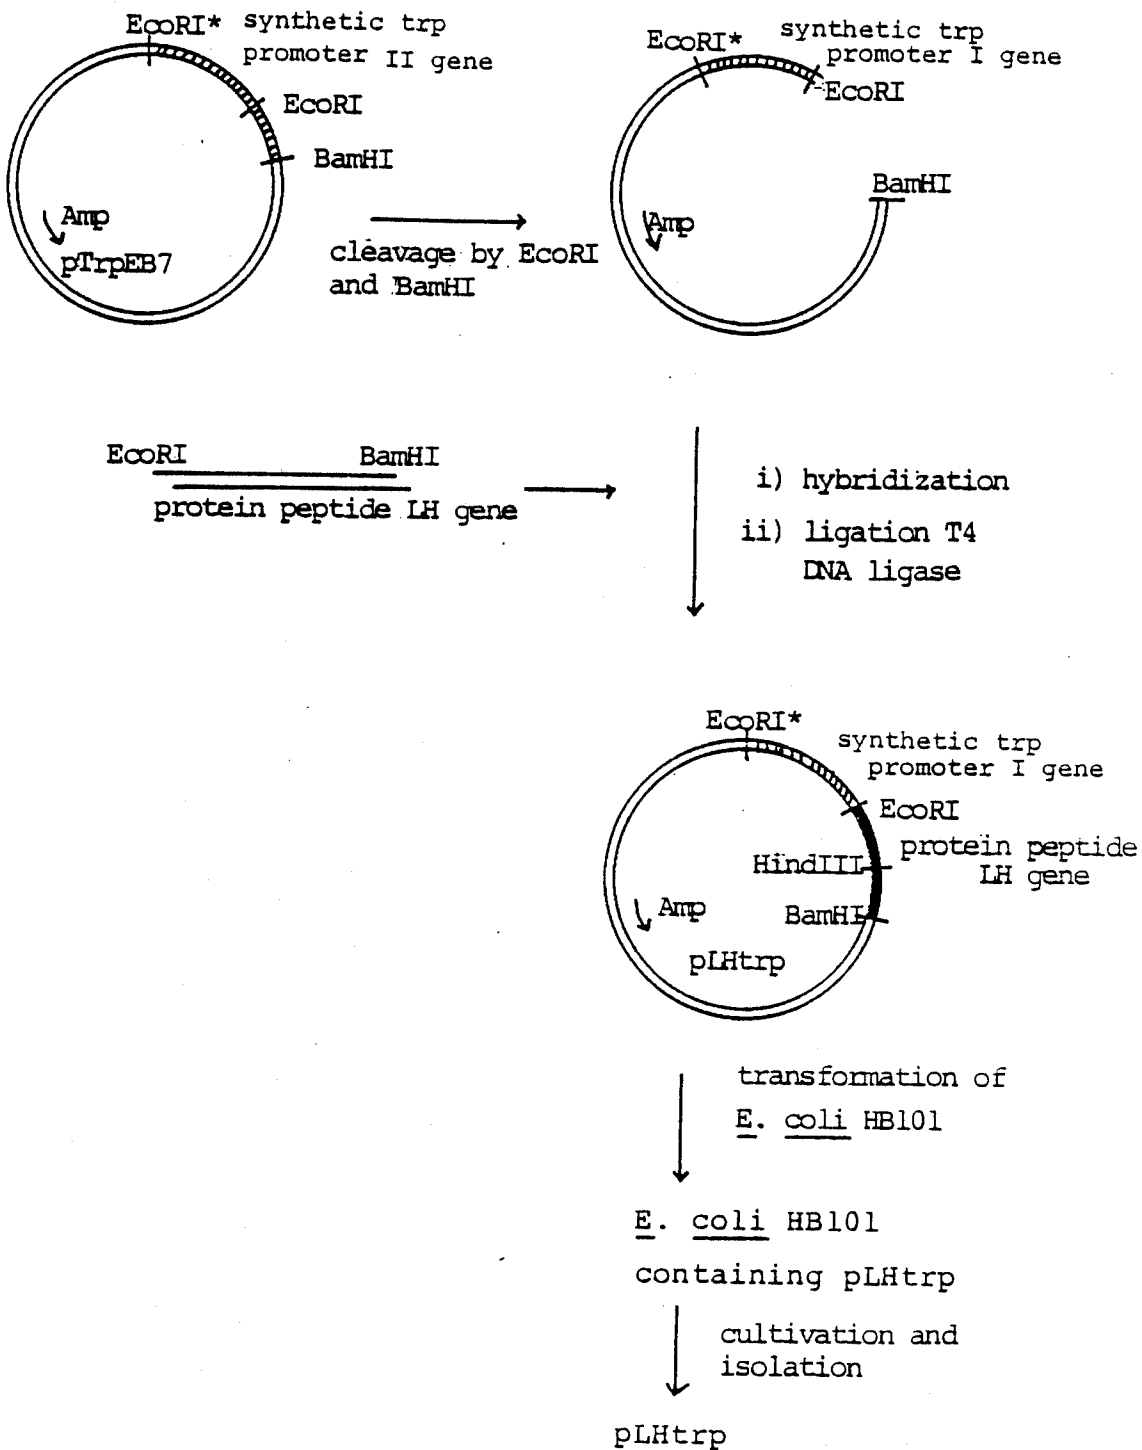 EcoRI* synthetic trp
promoter II gene
EcoRI
BamHI
Amp
pTrpEB7
cleavage by EcoRI
and BamHI
EcoRI* synthetic trp
promoter I gene
EcoRI
BamHI
Amp
EcoRI BamHI
protein peptide LH gene
i) hybridization
ii) ligation T4
DNA ligase
EcoRI*
synthetic trp
promoter I gene
EcoRI
protein peptide
LH gene
HindIII
BamHI
Amp
pLHtrp
transformation of
E. coli HB101
E. coli HB101
containing pLHtrp
cultivation and
isolation
pLHtrp